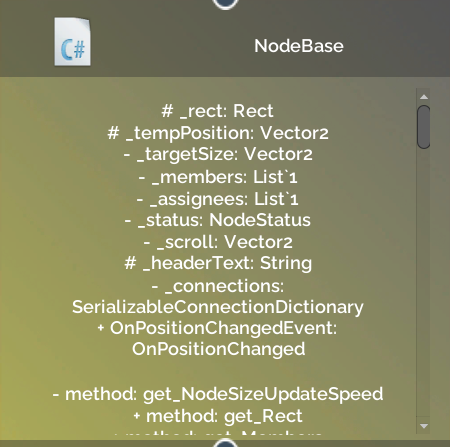 C#
NodeBase
# _rect: Rect
# _tempPosition: Vector2
- _targetSize: Vector2
- _members: List`1
- _assignees: List`1
- _status: NodeStatus
- _scroll: Vector2
# _headerText: String
- _connections:
SerializableConnectionDictionary
+ OnPositionChangedEvent:
OnPositionChanged
- method: get_NodeSizeUpdateSpeed
+ method: get_Rect